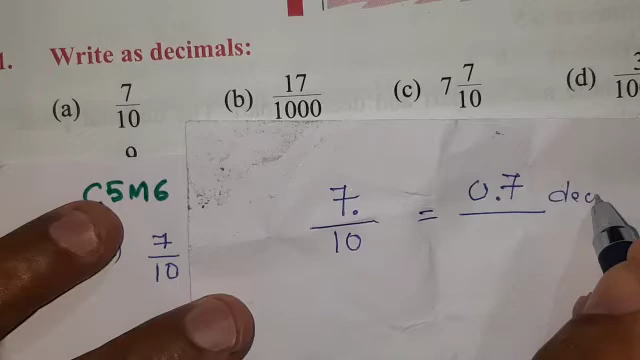 1. Write as decimals:
(a) 7/10 (b) 17/1000 (c) 7 7/10 (d)
C5M6
7/10
7./10 = 0.7 dec